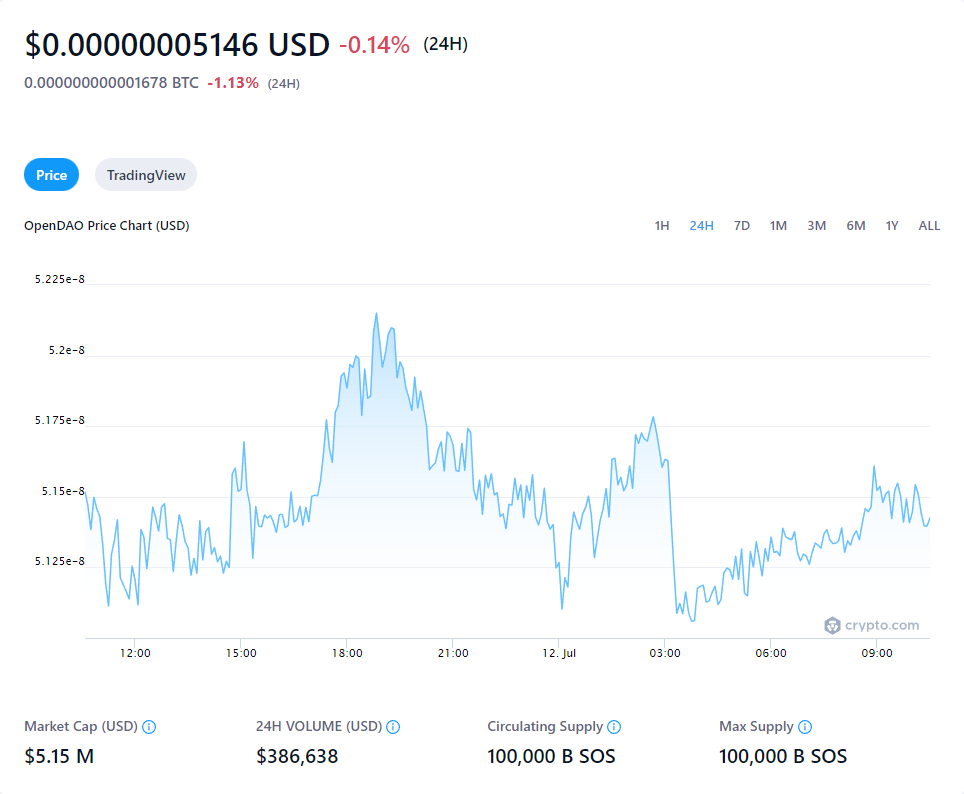 $0.00000005146 USD -0.14% (24H)
0.000000000001678 BTC -1.13% (24H)
Price TradingView
OpenDAO Price Chart (USD) 1H 24H 7D 1M 3M 6M 1Y ALL
5.225e-8
5.2e-8
5.175e-8
5.15e-8
5.125e-8
crypto.com
12:00 15:00 18:00 21:00 12. Jul 03:00 06:00 09:00
Market Cap (USD) 24H VOLUME (USD) Circulating Supply Max Supply
$5.15 M $386,638 100,000 B SOS 100,000 B SOS